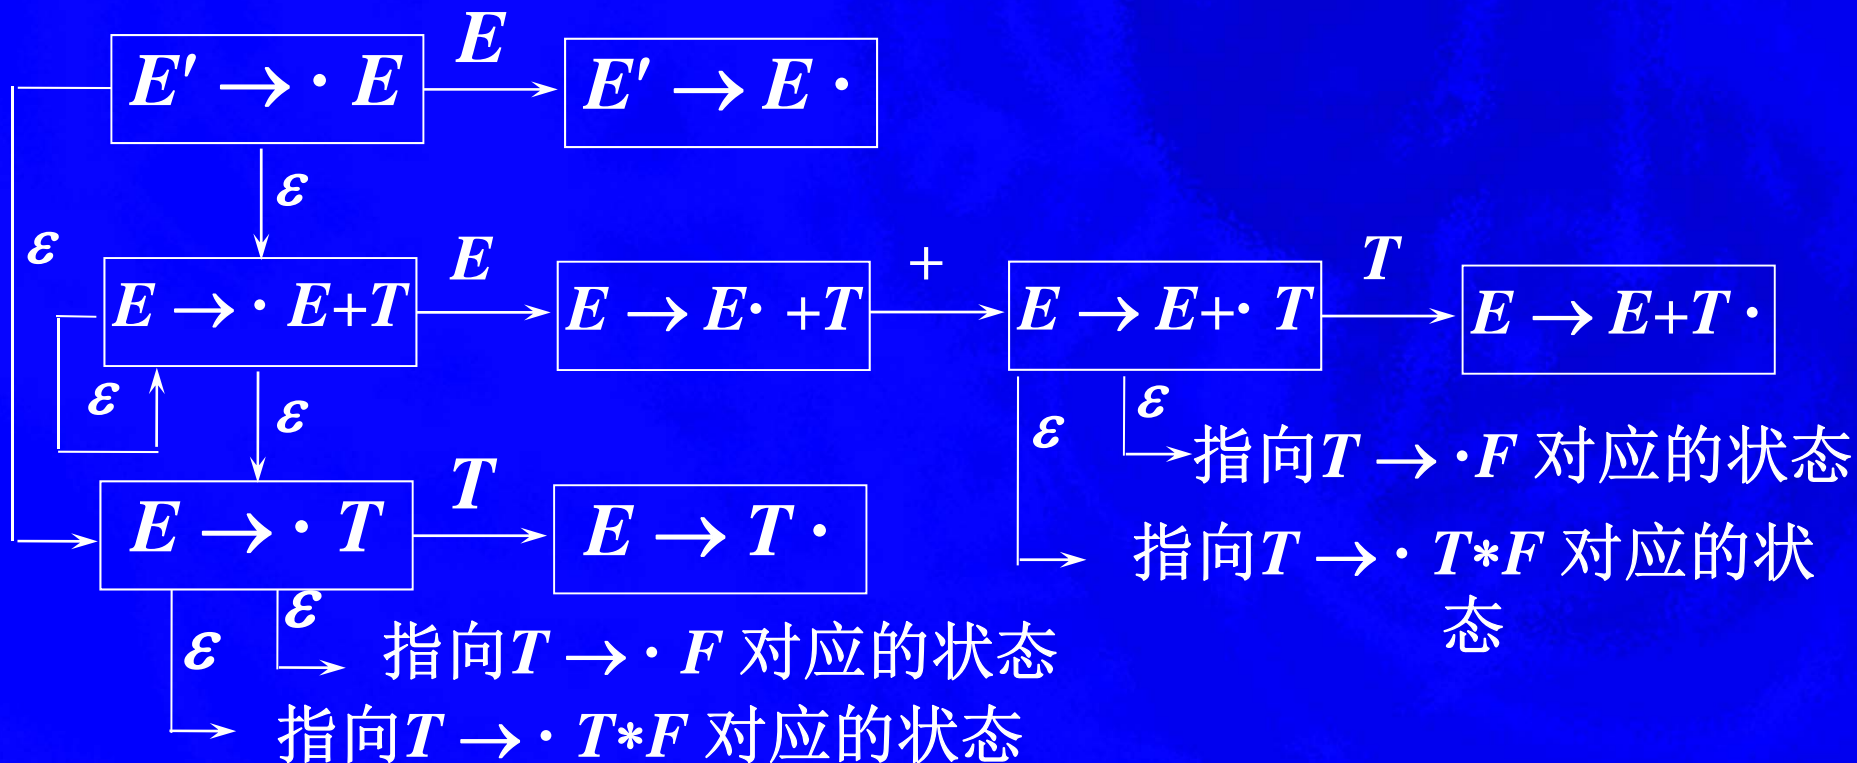 E
E′ → · E
E′ → E ·
ε
ε
E
+
T
E → · E+T
E → E· +T
E → E+· T
E → E+T ·
ε
ε
ε
ε
指向T → ·F 对应的状态
T
E → · T
E → T ·
指向T → · T*F 对应的状
态
ε
ε
指向T → · F 对应的状态
指向T → · T*F 对应的状态